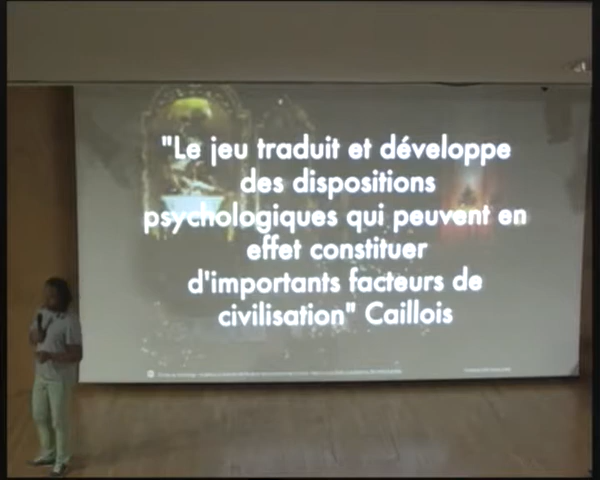 "Le jeu traduit et développe
des dispositions
psychologiques qui peuvent en
effet constituer
d'importants facteurs de
civilisation" Caillois